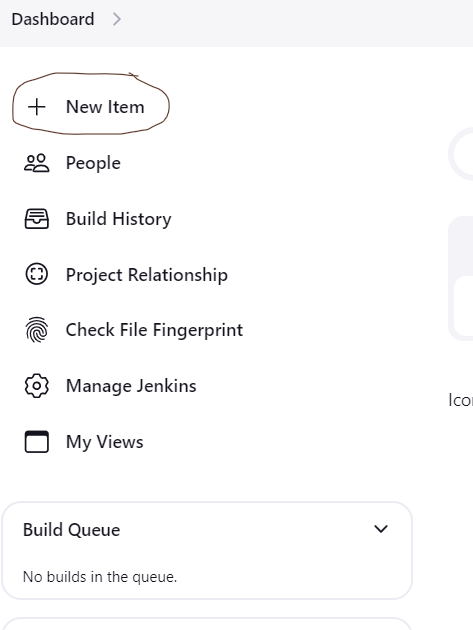 Dashboard
New Item
People
Build History
Project Relationship
Check File Fingerprint
Manage Jenkins
My Views
Build Queue
No builds in the queue.